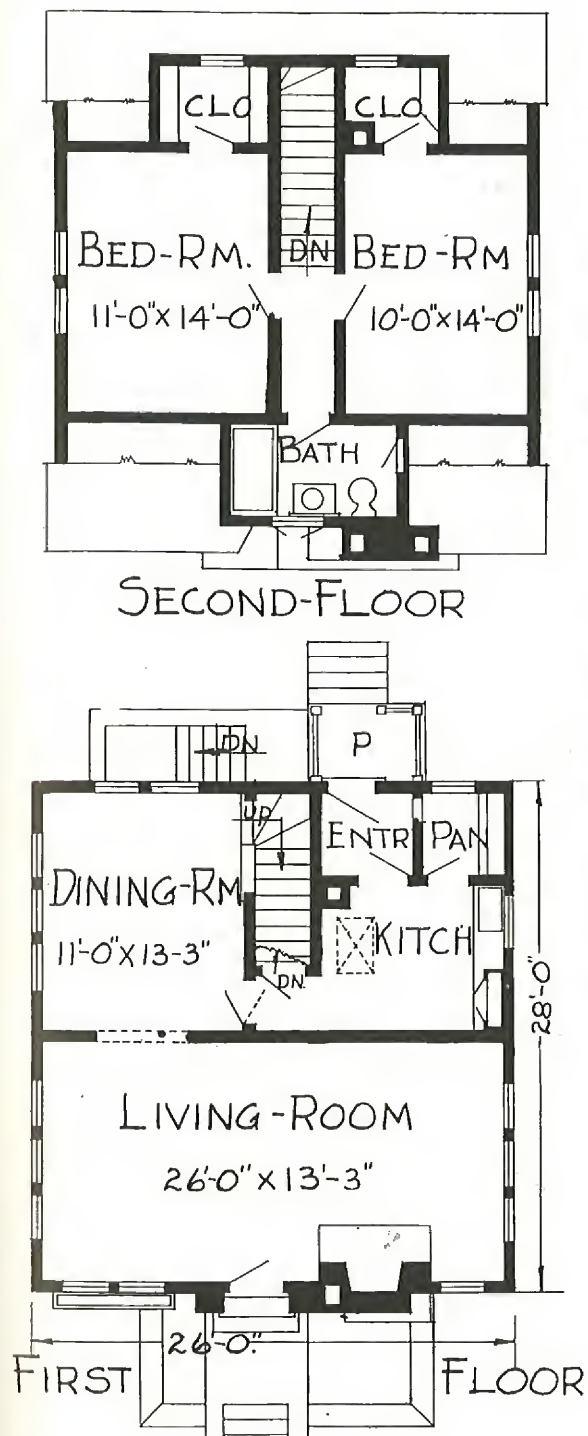 CLO CLO
BED-RM. DN BED-RM
11'-0"X14'-0" 10'-0"X14'-0"
BATH
SECOND-FLOOR
DN P
UP ENTR PAN
DINING-RM
11'-0"X13-3" KITCH
DN
28'-0"
LIVING-ROOM
26'-0"X13'-3"
26'-0"
FIRST FLOOR